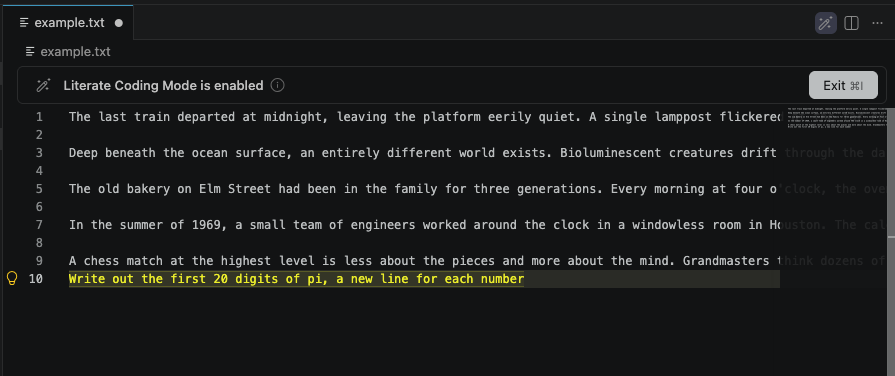 example.txt
example.txt
Literate Coding Mode is enabled
Exit ⌘I
1 The last train departed at midnight, leaving the platform eerily quiet. A single lamppost flickered
2
3 Deep beneath the ocean surface, an entirely different world exists. Bioluminescent creatures drift through the da
4
5 The old bakery on Elm Street had been in the family for three generations. Every morning at four o'clock, the ove
6
7 In the summer of 1969, a small team of engineers worked around the clock in a windowless room in Houston. The cal
8
9 A chess match at the highest level is less about the pieces and more about the mind. Grandmasters think dozens of
10 Write out the first 20 digits of pi, a new line for each number